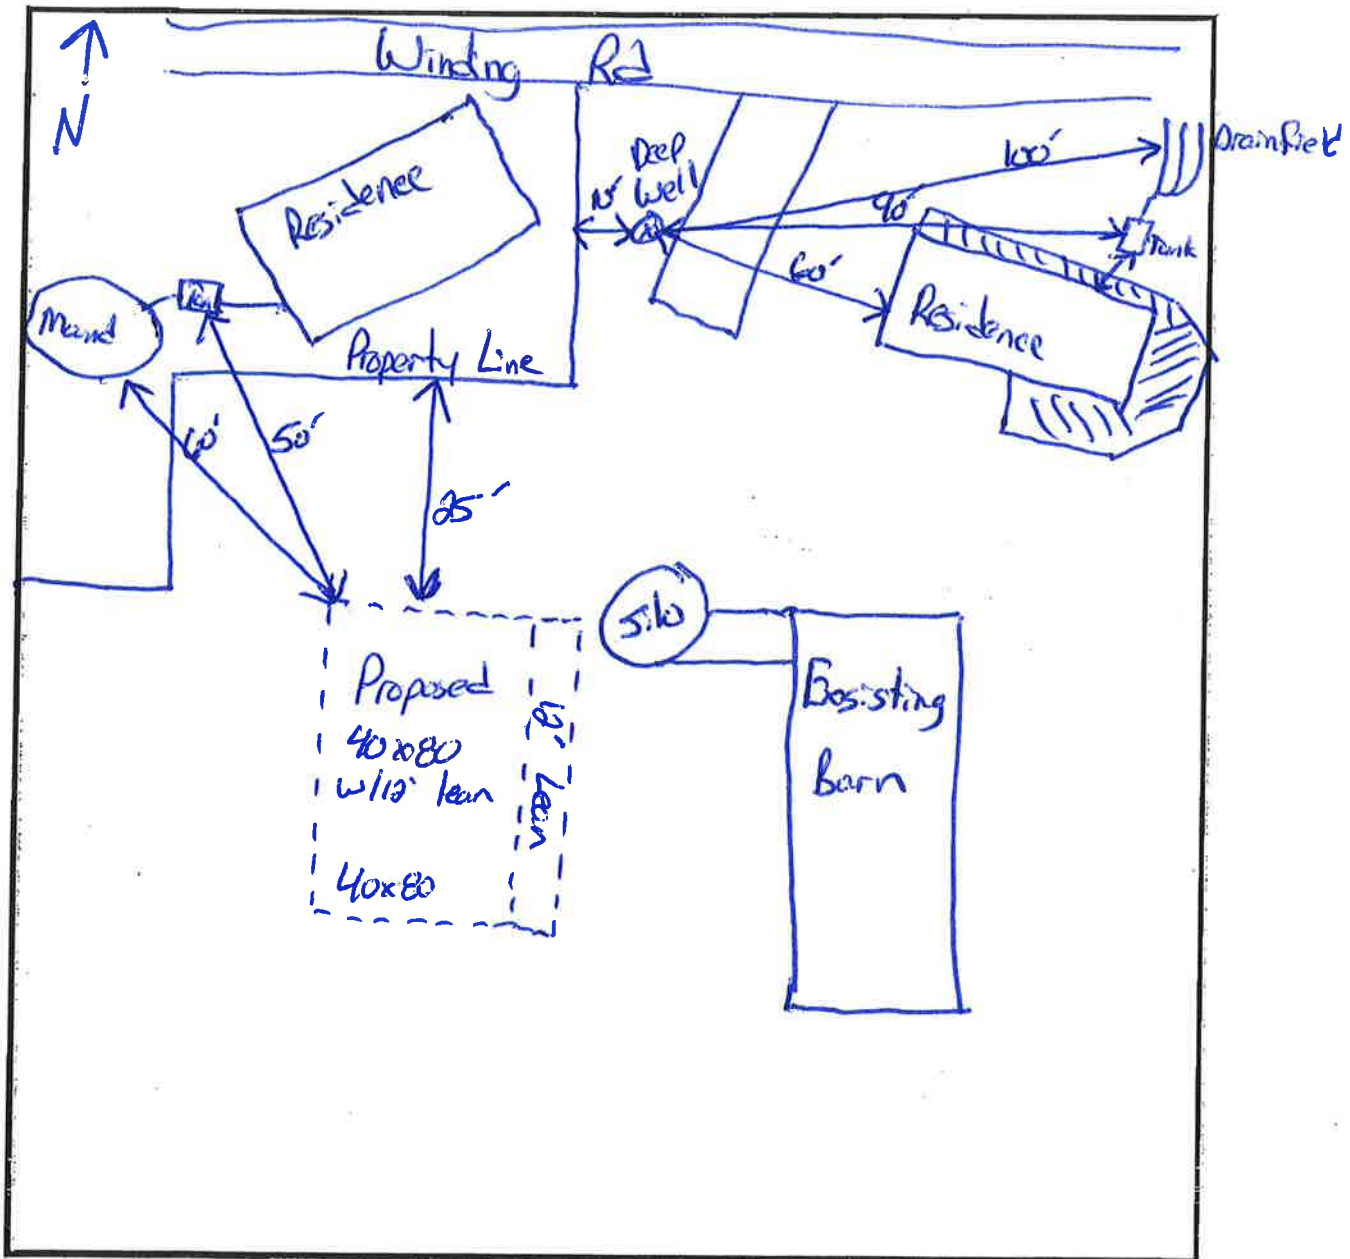 N
Winding Rd
Residence
Deep
Well
10'
100'
Drainfield
90'
Tank
60'
Residence
Mound
Property Line
60'
50'
25'
Silo
Proposed
40x80
w/12' lean
12' Lean
40x80
Exsisting
Barn